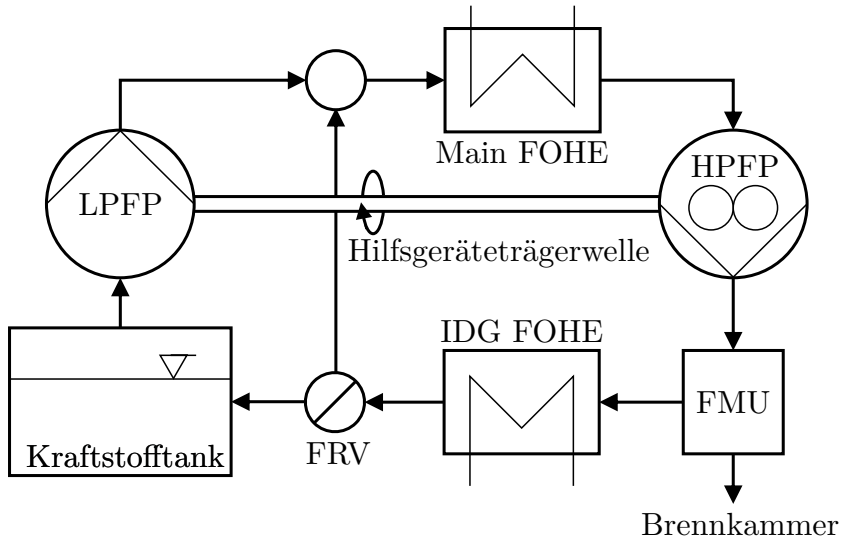 Main FOHE
HPFP
LPFP
Hilfsgeräteträgerwelle
IDG FOHE
FMU
Kraftstofftank
FRV
Brennkammer